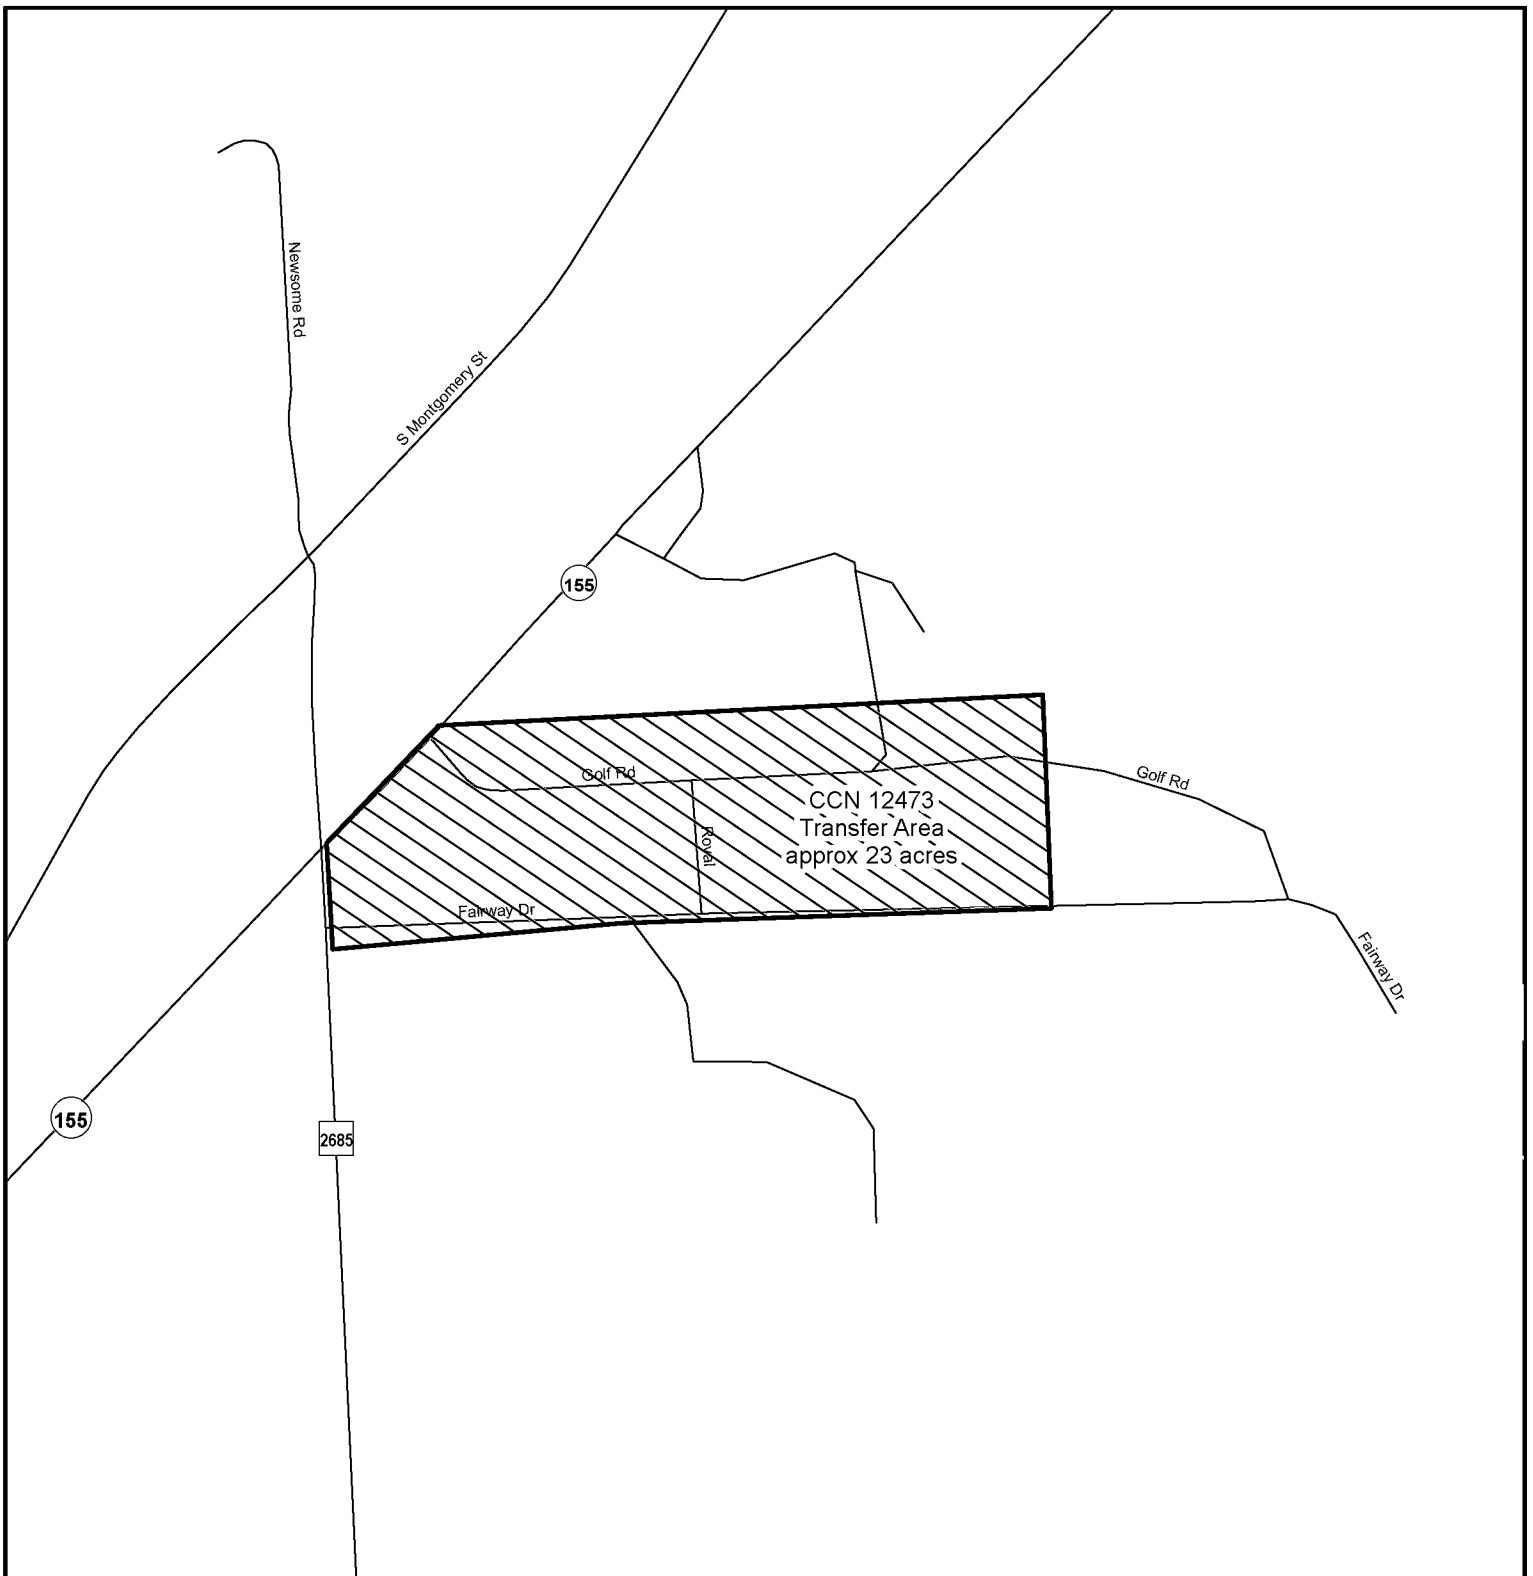 Newsome Rd
S Montgomery St
155
Golf Rd
Golf Rd
CCN 12473
Transfer Area
approx 23 acres
Royal
Fairway Dr
Fairway Dr
155
2685